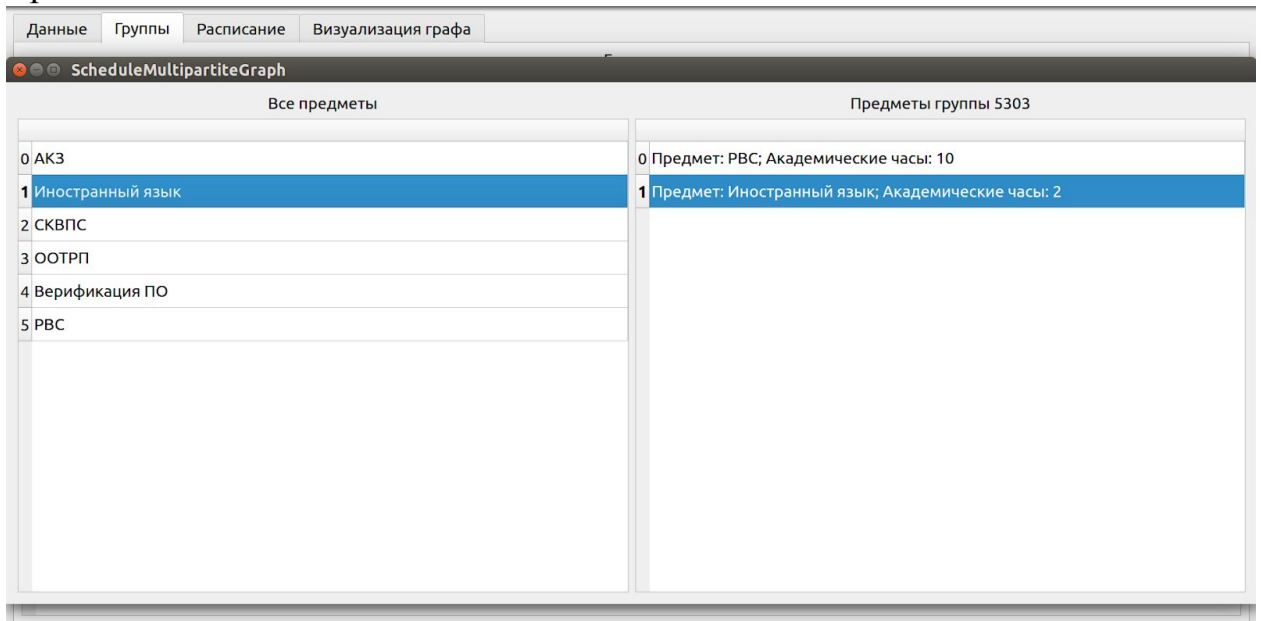 Данные Группы Расписание Визуализация графа
ScheduleMultipartiteGraph
Все предметы
Предметы группы 5303
0 АКЗ
1 Иностранный язык
2 СКВПС
3 ООТРП
4 Верификация ПО
5 РВС
0 Предмет: РВС; Академические часы: 10
1 Предмет: Иностранный язык; Академические часы: 2